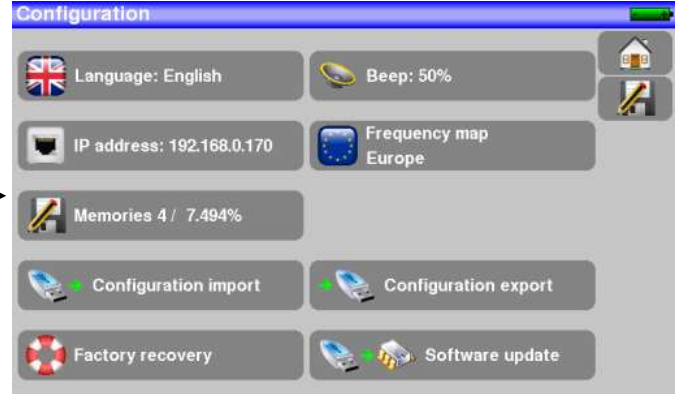 Configuration
Language: English
Beep: 50%
IP address: 192.168.0.170
Frequency map
Europe
Memories 4 / 7.494%
Configuration import
Configuration export
Factory recovery
Software update